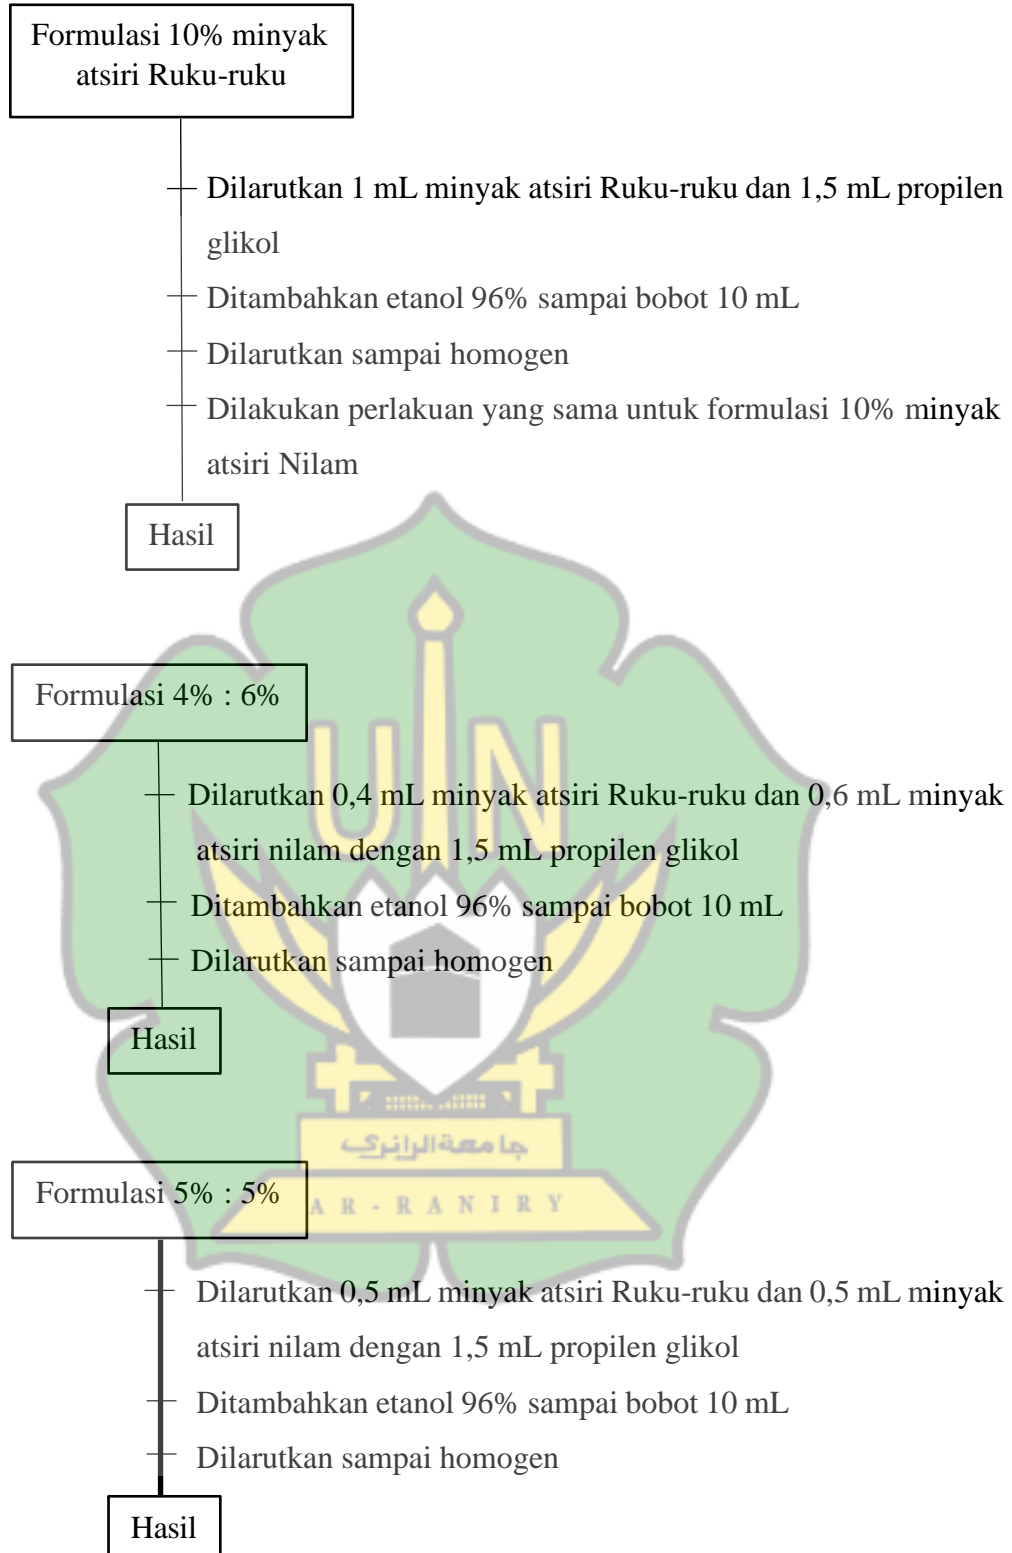 Formulasi 10% minyak
atsiri Ruku-ruku
Dilarutkan 1 mL minyak atsiri Ruku-ruku dan 1,5 mL propilen
glikol
Ditambahkan etanol 96% sampai bobot 10 mL
Dilarutkan sampai homogen
Dilakukan perlakuan yang sama untuk formulasi 10% minyak
atsiri Nilam
Hasil
Formulasi 4% : 6%
UIN
Dilarutkan 0,4 mL minyak atsiri Ruku-ruku dan 0,6 mL minyak
atsiri nilam dengan 1,5 mL propilen glikol
Ditambahkan etanol 96% sampai bobot 10 mL
Dilarutkan sampai homogen
Hasil
جامعة الرانري
Formulasi 5% : 5%
AR-RANIRY
Dilarutkan 0,5 mL minyak atsiri Ruku-ruku dan 0,5 mL minyak
atsiri nilam dengan 1,5 mL propilen glikol
Ditambahkan etanol 96% sampai bobot 10 mL
Dilarutkan sampai homogen
Hasil